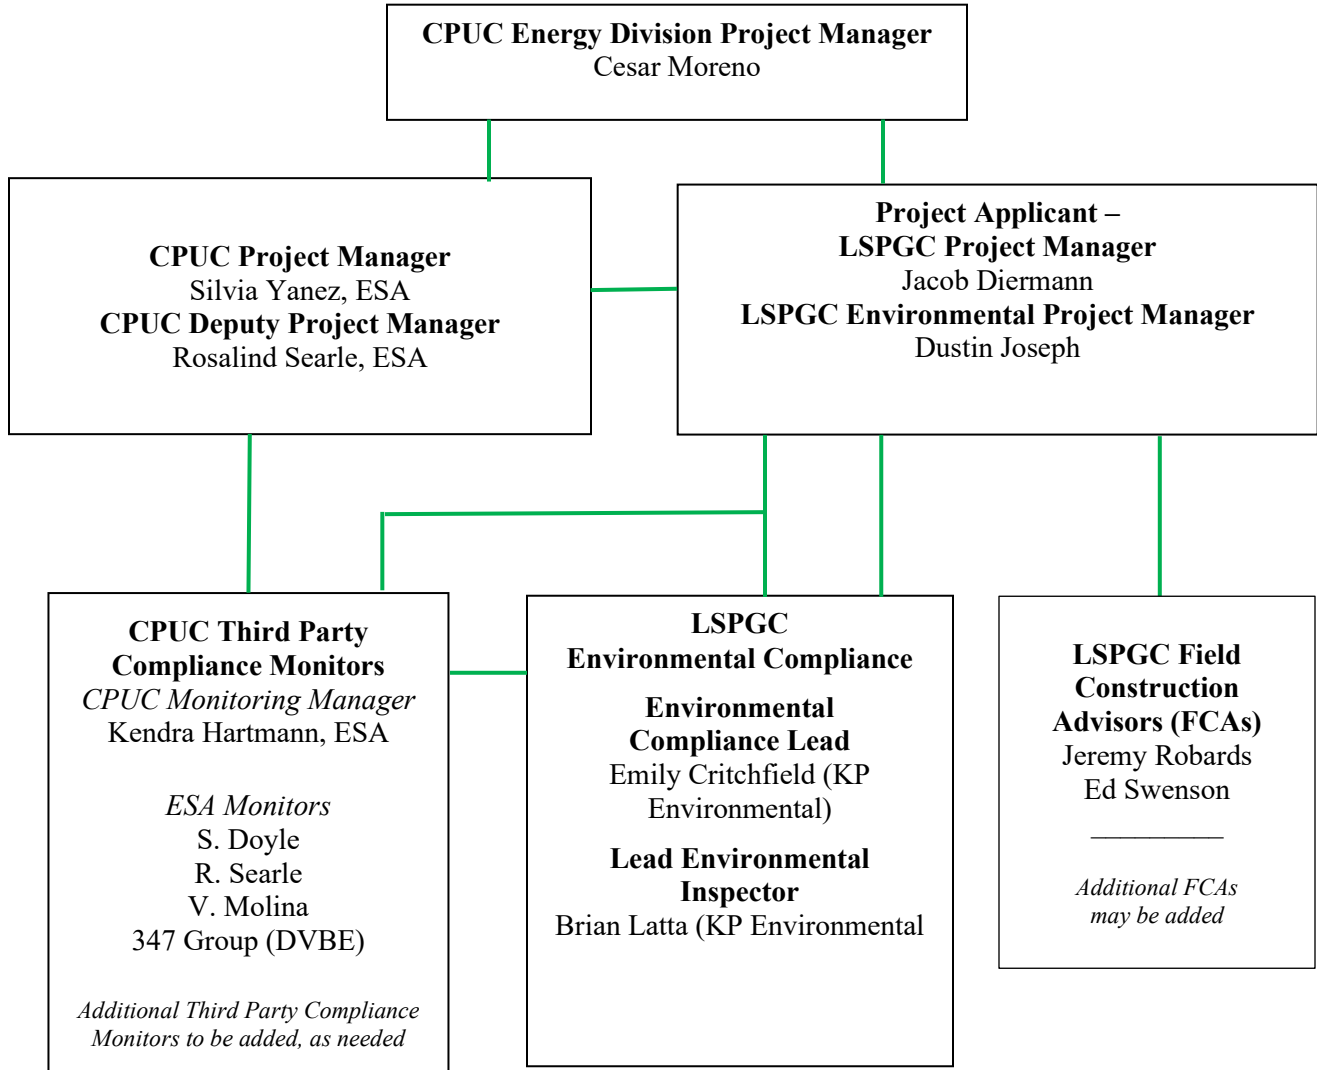 CPUC Energy Division Project Manager
Cesar Moreno
CPUC Project Manager
Silvia Yanez, ESA
CPUC Deputy Project Manager
Rosalind Searle, ESA
Project Applicant –
LSPGC Project Manager
Jacob Diermann
LSPGC Environmental Project Manager
Dustin Joseph
CPUC Third Party
Compliance Monitors
CPUC Monitoring Manager
Kendra Hartmann, ESA
ESA Monitors
S. Doyle
R. Searle
V. Molina
347 Group (DVBE)
Additional Third Party Compliance
Monitors to be added, as needed
LSPGC
Environmental Compliance
Environmental
Compliance Lead
Emily Critchfield (KP
Environmental)
Lead Environmental
Inspector
Brian Latta (KP Environmental
LSPGC Field
Construction
Advisors (FCAs)
Jeremy Robards
Ed Swenson
Additional FCAs
may be added